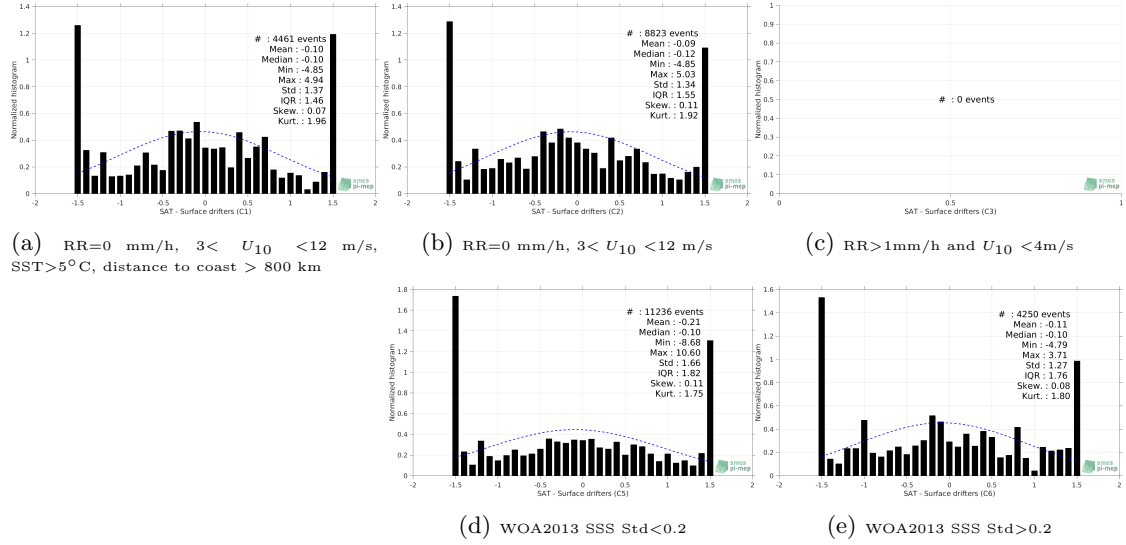 1.4
1.2
1
0.8
0.6
0.4
0.2
0
Normalized histogram
# : 4461 events
Mean : -0.10
Median : -0.10
Min : -4.85
Max : 4.94
Std : 1.37
IQR : 1.46
Skew. : 0.07
Kurt. : 1.96
smos
pi-mep
-2 -1.5 -1 -0.5 0 0.5 1 1.5 2
SAT - Surface drifters (C1)
(a) RR=0 mm/h, 3< U10 <12 m/s,
SST>5°C, distance to coast > 800 km
1.4
1.2
1
0.8
0.6
0.4
0.2
0
Normalized histogram
# : 8823 events
Mean : -0.09
Median : -0.12
Min : -4.85
Max : 5.03
Std : 1.34
IQR : 1.55
Skew. : 0.11
Kurt. : 1.92
smos
pi-mep
-2 -1.5 -1 -0.5 0 0.5 1 1.5 2
SAT - Surface drifters (C2)
(b) RR=0 mm/h, 3< U10 <12 m/s
1
0.9
0.8
0.7
0.6
0.5
0.4
0.3
0.2
0.1
0
Normalized histogram
# : 0 events
smos
pi-mep
0 0.5 1
SAT - Surface drifters (C3)
(c) RR>1mm/h and U10 <4m/s
1.8
1.6
1.4
1.2
1
0.8
0.6
0.4
0.2
0
Normalized histogram
# : 11236 events
Mean : -0.21
Median : -0.10
Min : -8.68
Max : 10.60
Std : 1.66
IQR : 1.82
Skew. : 0.11
Kurt. : 1.75
smos
pi-mep
-2 -1.5 -1 -0.5 0 0.5 1 1.5 2
SAT - Surface drifters (C5)
(d) WOA2013 SSS Std<0.2
1.6
1.4
1.2
1
0.8
0.6
0.4
0.2
0
Normalized histogram
# : 4250 events
Mean : -0.11
Median : -0.10
Min : -4.79
Max : 3.71
Std : 1.27
IQR : 1.76
Skew. : 0.08
Kurt. : 1.80
smos
pi-mep
-2 -1.5 -1 -0.5 0 0.5 1 1.5 2
SAT - Surface drifters (C6)
(e) WOA2013 SSS Std>0.2